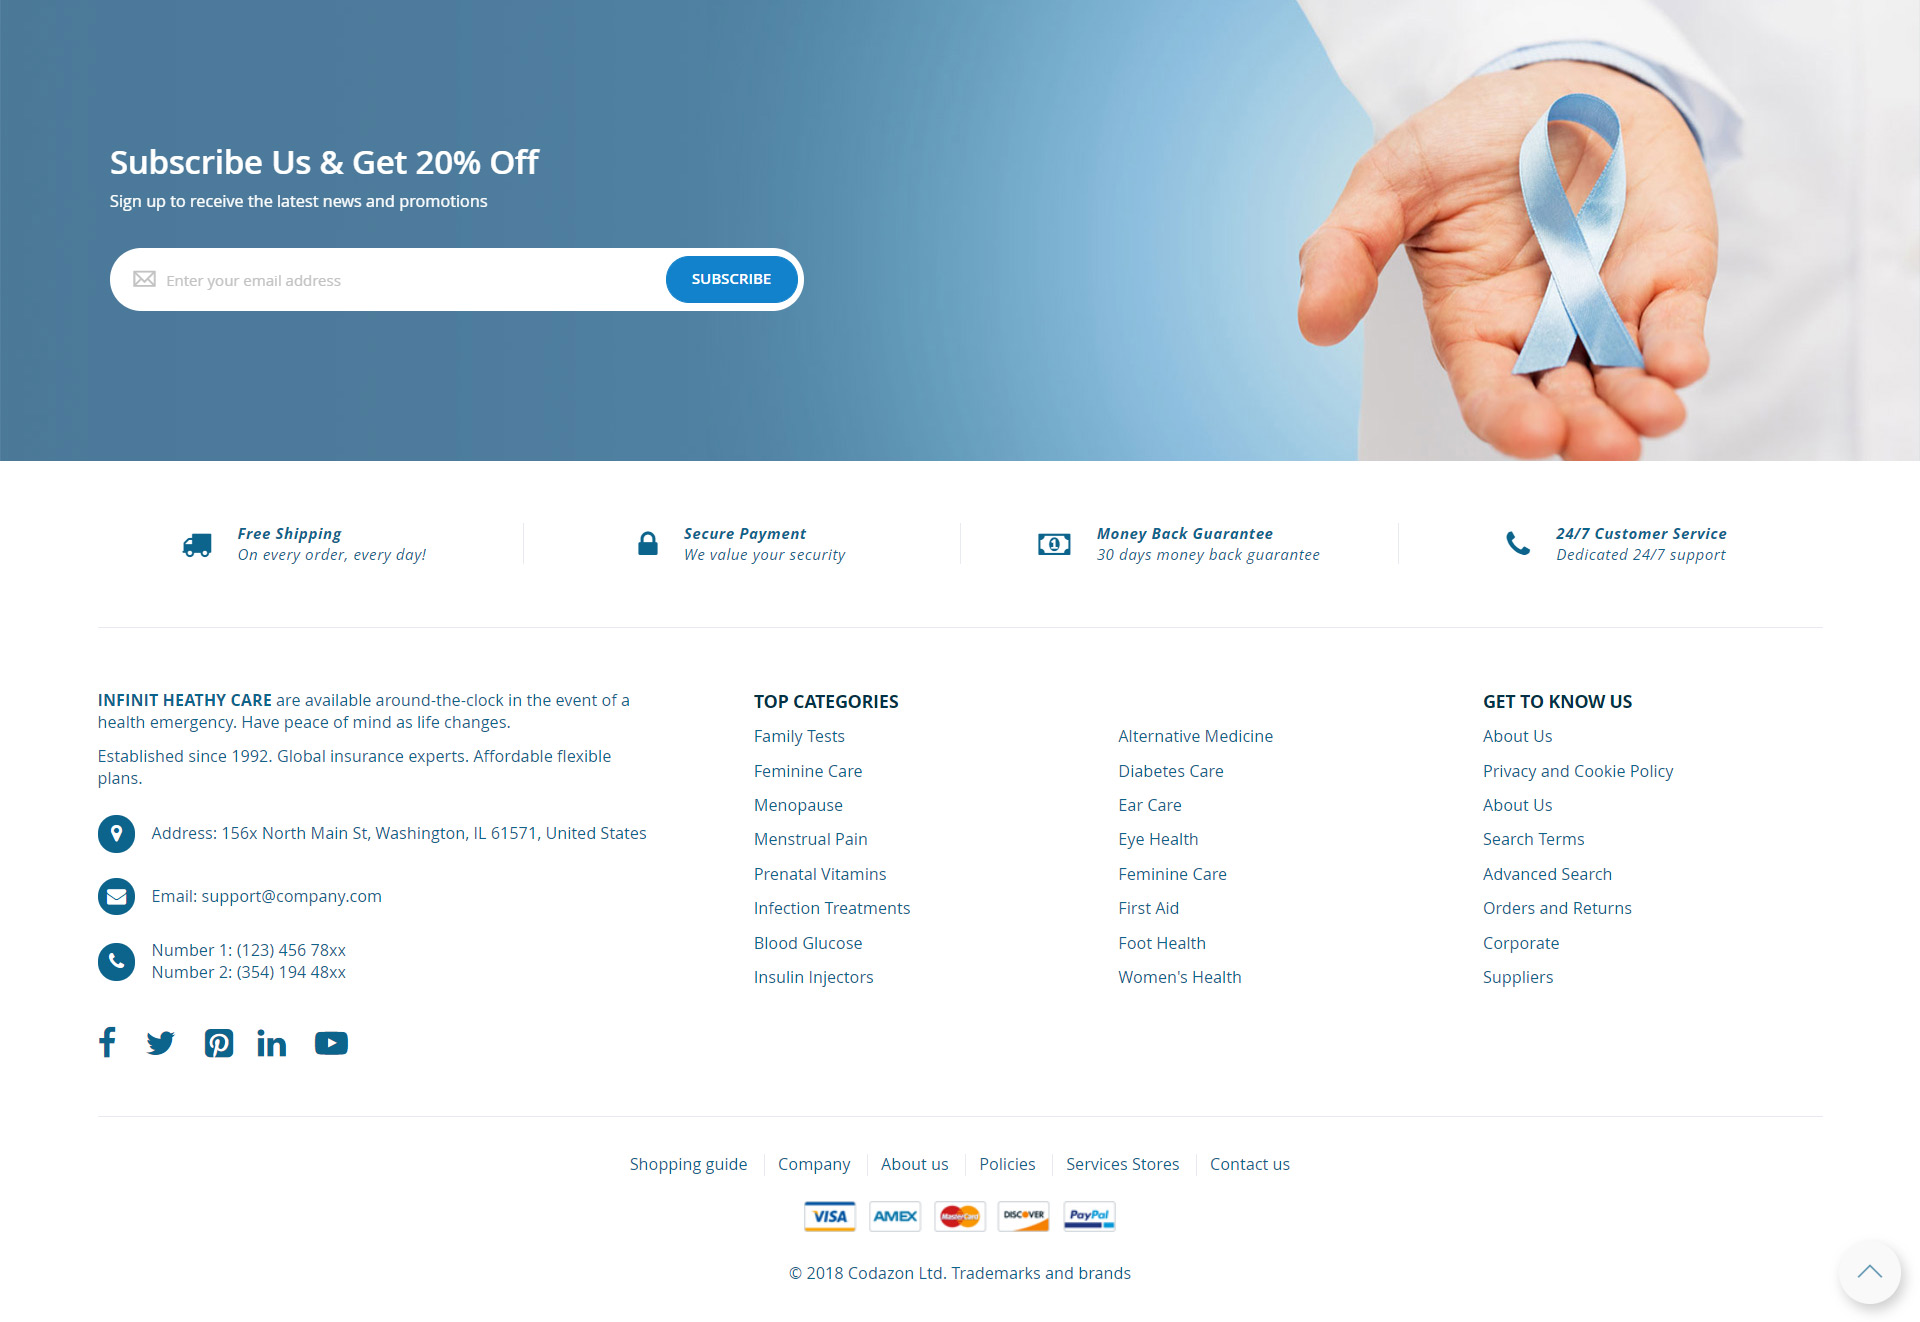 Subscribe Us & Get 20% Off
Sign up to receive the latest news and promotions
Enter your email address
SUBSCRIBE
Free Shipping
On every order, every day!
Secure Payment
We value your security
Money Back Guarantee
30 days money back guarantee
24/7 Customer Service
Dedicated 24/7 support
INFINIT HEATHY CARE are available around-the-clock in the event of a
health emergency. Have peace of mind as life changes.
Established since 1992. Global insurance experts. Affordable flexible
plans.
Address: 156x North Main St, Washington, IL 61571, United States
Email: support@company.com
Number 1: (123) 456 78xx
Number 2: (354) 194 48xx
TOP CATEGORIES
Family Tests
Feminine Care
Menopause
Menstrual Pain
Prenatal Vitamins
Infection Treatments
Blood Glucose
Insulin Injectors
Alternative Medicine
Diabetes Care
Ear Care
Eye Health
Feminine Care
First Aid
Foot Health
Women's Health
GET TO KNOW US
About Us
Privacy and Cookie Policy
About Us
Search Terms
Advanced Search
Orders and Returns
Corporate
Suppliers
Shopping guide
Company
About us
Policies
Services Stores
Contact us
VISA
AMEX
MasterCard
DISCOVER
PayPal
© 2018 Codazon Ltd. Trademarks and brands